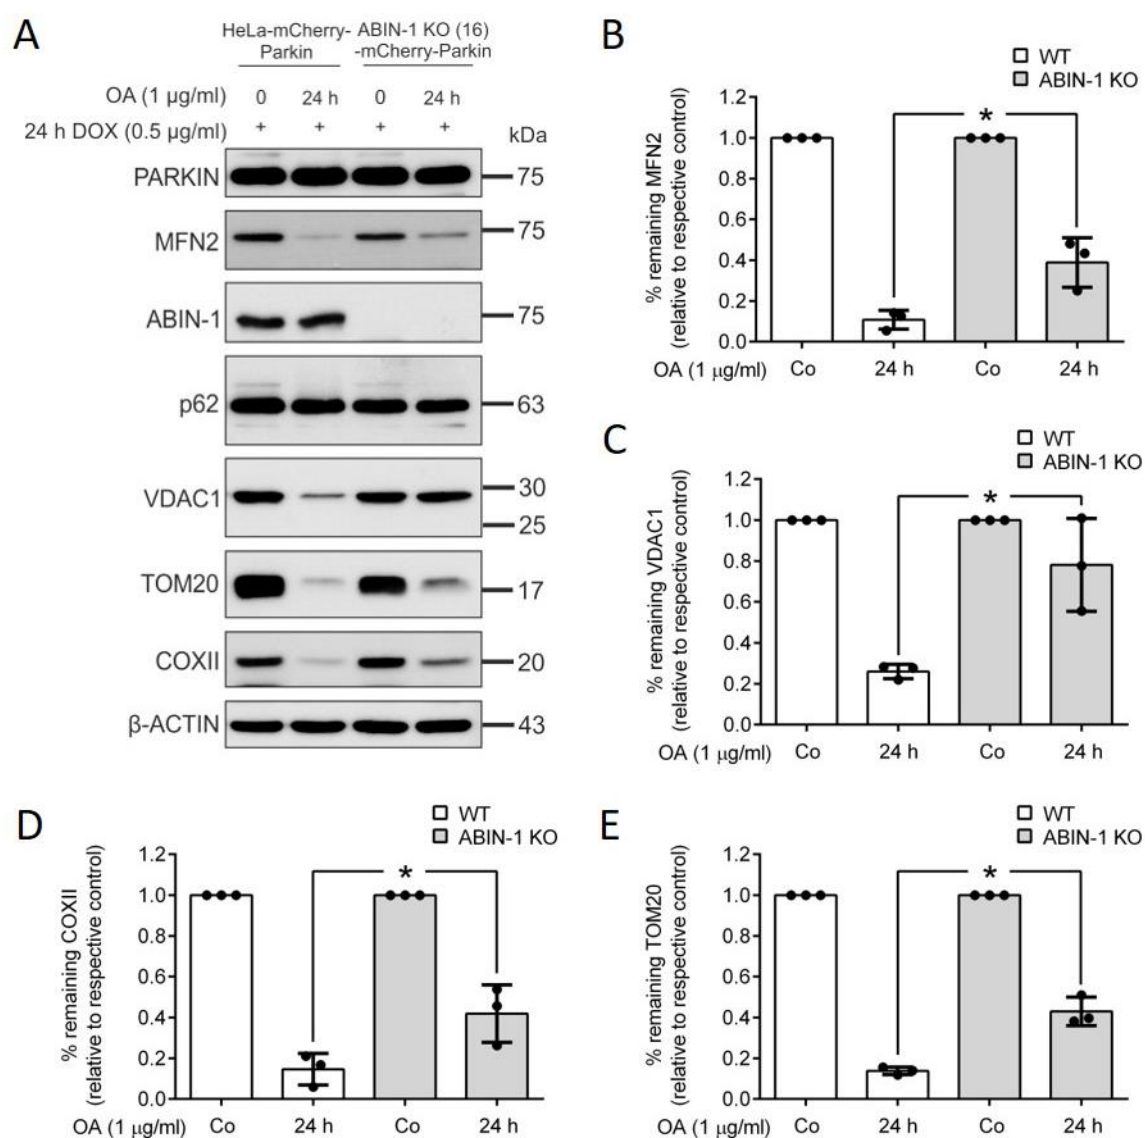 A
HeLa-mCherry-
Parkin
ABIN-1 KO (16)
-mCherry-Parkin
OA (1 μg/ml) 0 24 h 0 24 h
24 h DOX (0.5 μg/ml) + + + + kDa
PARKIN 75
MFN2 75
ABIN-1 75
p62 63
VDAC1 30
25
TOM20 17
COXII 20
β-ACTIN 43
B
WT
ABIN-1 KO
% remaining MFN2
(relative to respective control)
1.2
1.0
0.8
0.6
0.4
0.2
0.0
*
OA (1 μg/ml) Co 24 h Co 24 h
C
WT
ABIN-1 KO
% remaining VDAC1
(relative to respective control)
1.2
1.0
0.8
0.6
0.4
0.2
0.0
*
OA (1 μg/ml) Co 24 h Co 24 h
D
WT
ABIN-1 KO
% remaining COXII
(relative to respective control)
1.2
1.0
0.8
0.6
0.4
0.2
0.0
*
OA (1 μg/ml) Co 24 h Co 24 h
E
WT
ABIN-1 KO
% remaining TOM20
(relative to respective control)
1.2
1.0
0.8
0.6
0.4
0.2
0.0
*
OA (1 μg/ml) Co 24 h Co 24 h